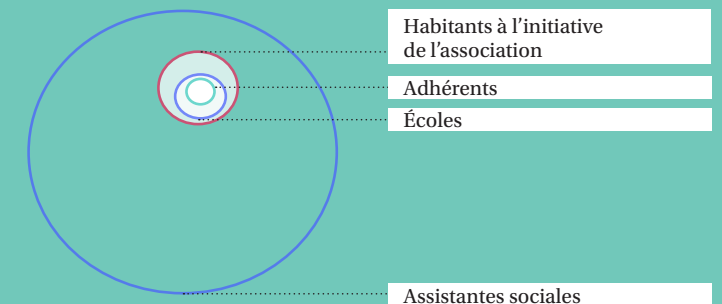 Habitants à l’initiative
de l’association
Adhérents
Écoles
Assistantes sociales